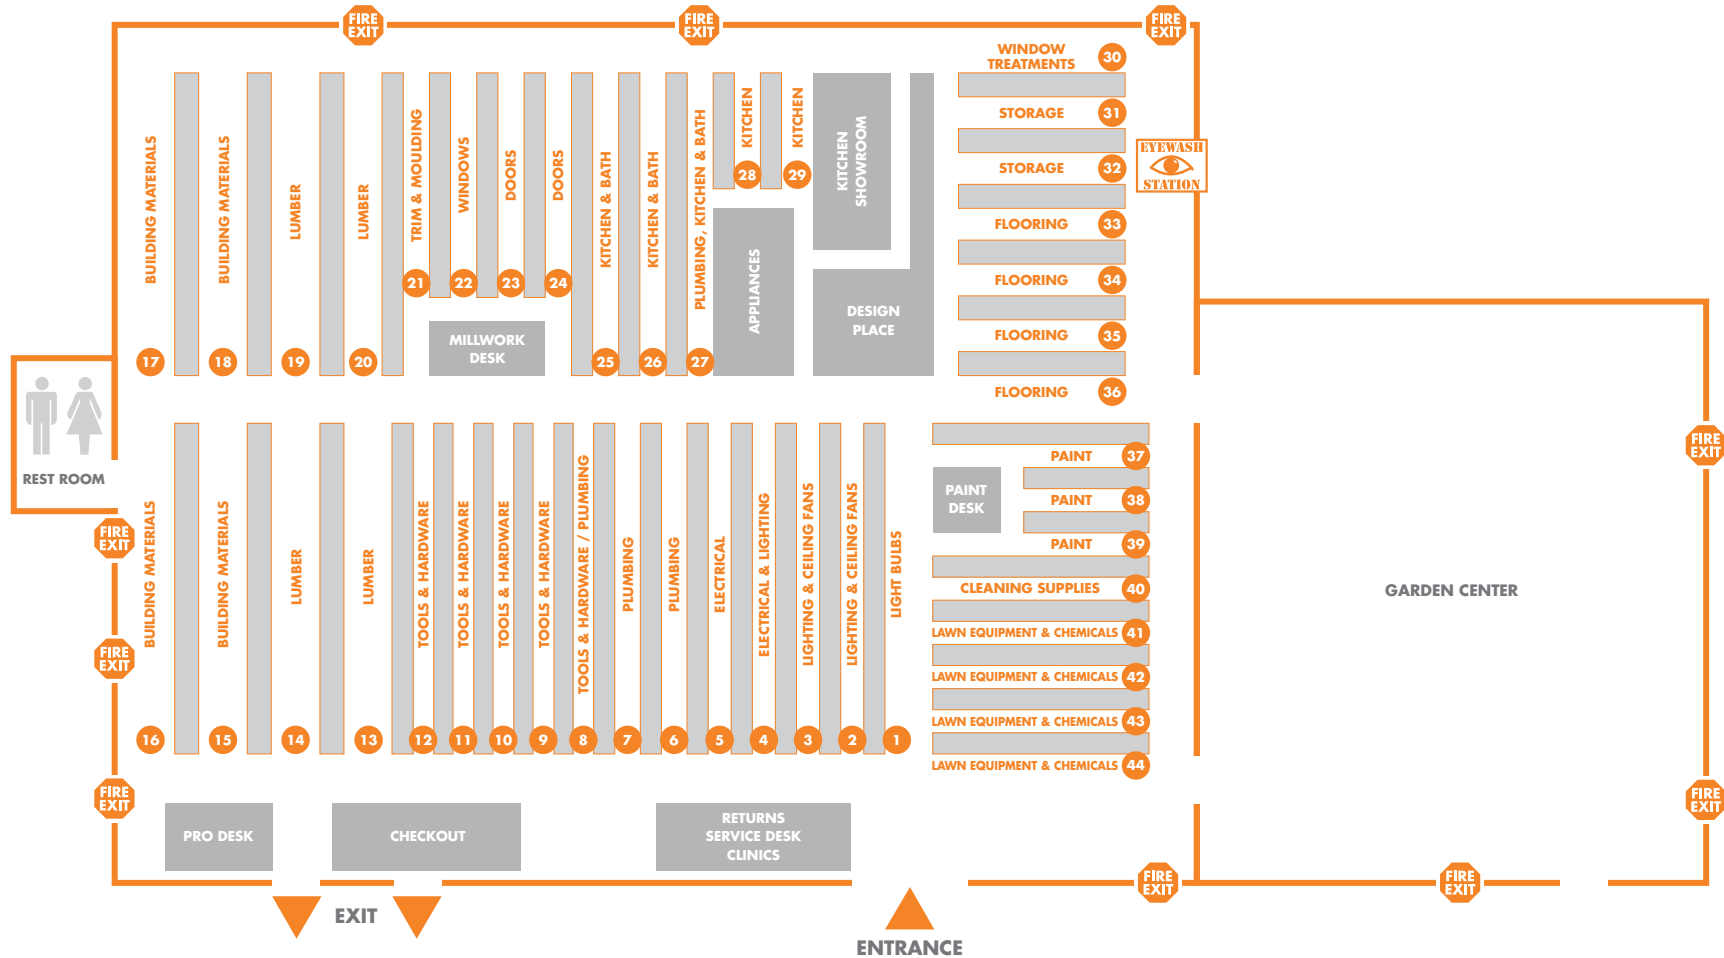 FIRE
EXIT
FIRE
EXIT
FIRE
EXIT
BUILDING MATERIALS
17
BUILDING MATERIALS
18
LUMBER
19
LUMBER
20
TRIM & MOULDING
21
WINDOWS
22
DOORS
23
DOORS
24
MILLWORK
DESK
KITCHEN & BATH
25
KITCHEN & BATH
26
PLUMBING, KITCHEN & BATH
27
KITCHEN
28
KITCHEN
29
APPLIANCES
KITCHEN
SHOWROOM
DESIGN
PLACE
WINDOW
TREATMENTS
30
STORAGE 31
STORAGE 32
EYEWASH
STATION
FLOORING 33
FLOORING 34
FLOORING 35
FLOORING 36
REST ROOM
FIRE
EXIT
FIRE
EXIT
FIRE
EXIT
BUILDING MATERIALS
16
BUILDING MATERIALS
15
LUMBER
14
LUMBER
13
TOOLS & HARDWARE
12
TOOLS & HARDWARE
11
TOOLS & HARDWARE
10
TOOLS & HARDWARE
9
TOOLS & HARDWARE / PLUMBING
8
PLUMBING
7
PLUMBING
6
ELECTRICAL
5
ELECTRICAL & LIGHTING
4
LIGHTING & CEILING FANS
3
LIGHTING & CEILING FANS
2
LIGHT BULBS
1
PAINT 37
PAINT
DESK
PAINT 38
PAINT 39
CLEANING SUPPLIES 40
LAWN EQUIPMENT & CHEMICALS 41
LAWN EQUIPMENT & CHEMICALS 42
LAWN EQUIPMENT & CHEMICALS 43
LAWN EQUIPMENT & CHEMICALS 44
GARDEN CENTER
FIRE
EXIT
FIRE
EXIT
PRO DESK
CHECKOUT
RETURNS
SERVICE DESK
CLINICS
FIRE
EXIT
FIRE
EXIT
EXIT
ENTRANCE